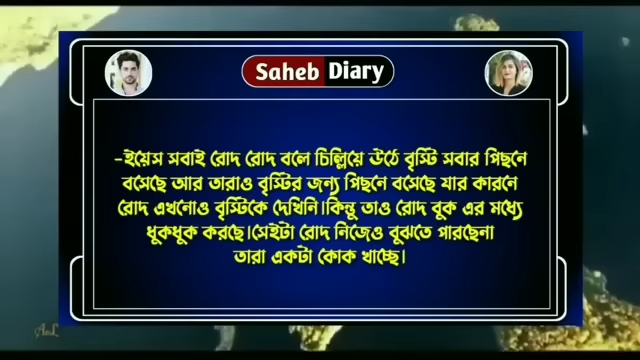 Saheb Diary
-ইয়েস সবাই রোদ রোদ বলে চিল্লিয়ে উঠে বৃস্টি সবার পিছনে
বসেছে আর তারাও বৃস্টির জন্য পিছনে বসেছে যার কারনে
রোদ এখনোও বৃস্টিকে দেখিনি।কিন্তু তাও রোদ বুক এর মধ্যে
ধুকধুক করছে।সেইটা রোদ নিজেও বুঝতে পারছেনা
তারা একটা কোক খাচ্ছে।